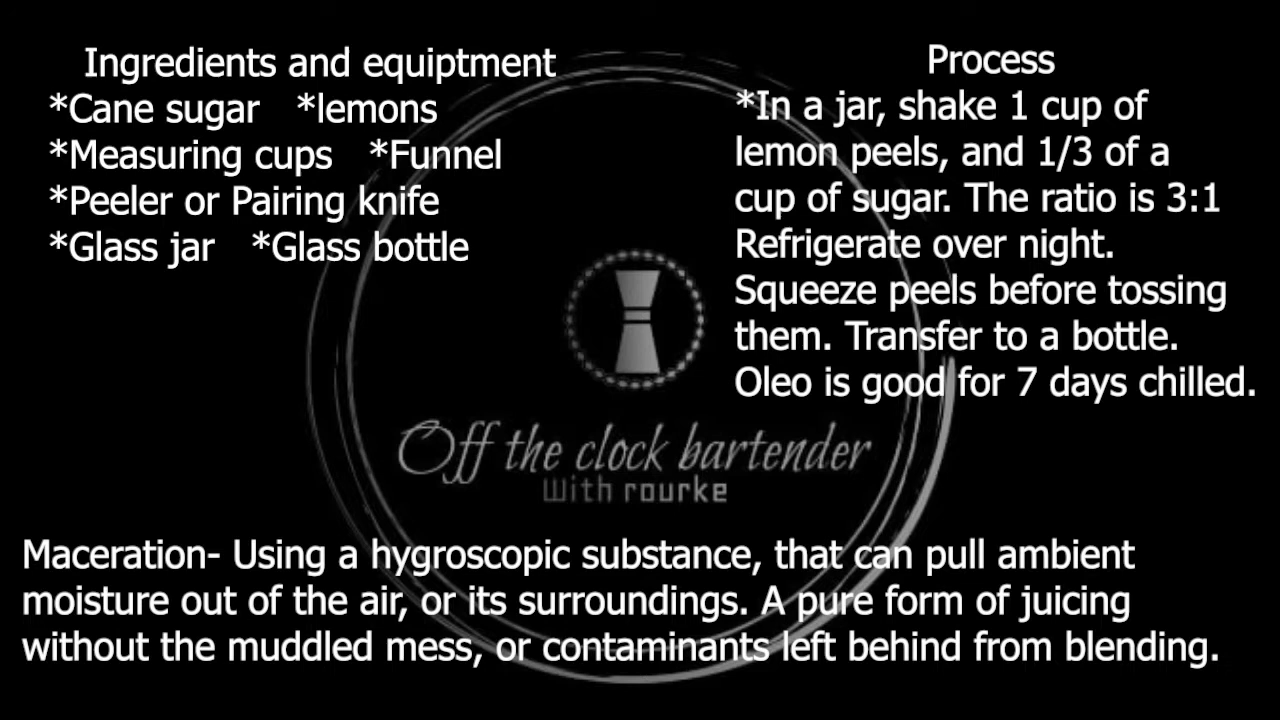 Ingredients and equiptment
*Cane sugar *lemons
*Measuring cups *Funnel
*Peeler or Pairing knife
*Glass jar *Glass bottle
Process
*In a jar, shake 1 cup of
lemon peels, and 1/3 of a
cup of sugar. The ratio is 3:1
Refrigerate over night.
Squeeze peels before tossing
them. Transfer to a bottle.
Oleo is good for 7 days chilled.
Off the clock bartender
With rourke
Maceration- Using a hygroscopic substance, that can pull ambient
moisture out of the air, or its surroundings. A pure form of juicing
without the muddled mess, or contaminants left behind from blending.